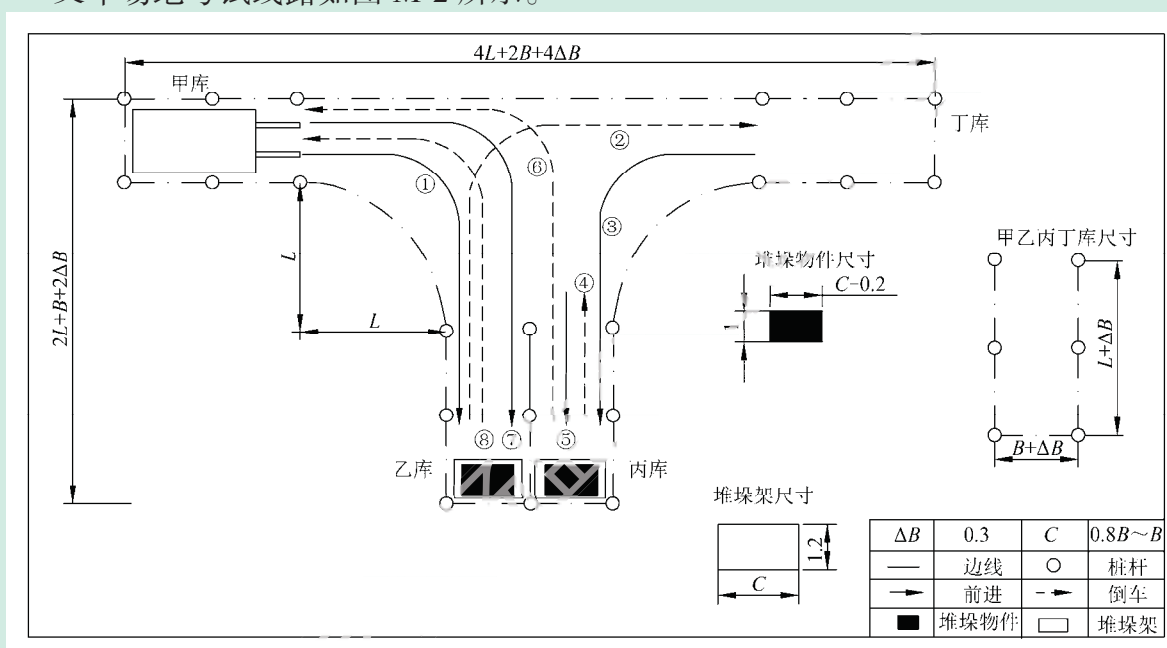 4L+2B+4ΔB
甲库
丁库
②
⑥
①
③
甲乙丙丁库尺寸
堆垛物件尺寸
C-0.2
④
L
2L+B+2ΔB
1
L
L+ΔB
B+ΔB
⑧ ⑦ ⑤
乙库
丙库
堆垛架尺寸
1.2
C
ΔB 0.3 C 0.8B～B
边线 桩杆
前进 倒车
堆垛物件 堆垛架